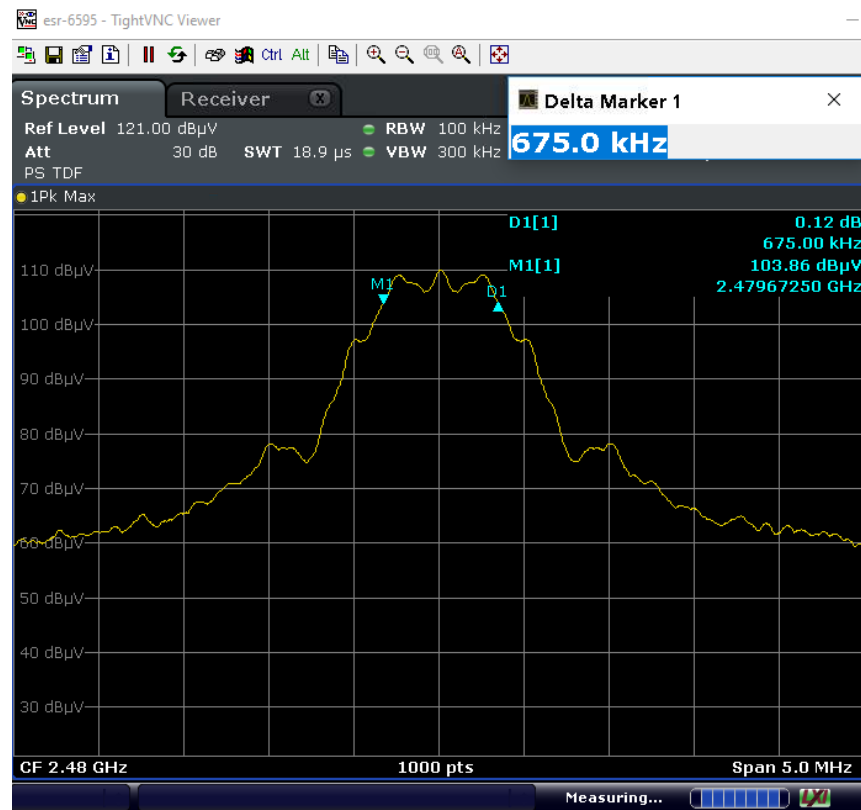 esr-6595 - TightVNC Viewer
Ctrl Alt
Spectrum Receiver
Delta Marker 1
675.0 kHz
Ref Level 121.00 dBµV RBW 100 kHz
Att 30 dB SWT 18.9 µs VBW 300 kHz
PS TDF
1Pk Max
D1[1] 0.12 dB
675.00 kHz
M1[1] 103.86 dBµV
2.47967250 GHz
M1
D1
110 dBµV
100 dBµV
90 dBµV
80 dBµV
70 dBµV
60 dBµV
50 dBµV
40 dBµV
30 dBµV
CF 2.48 GHz 1000 pts Span 5.0 MHz
Measuring... LXI